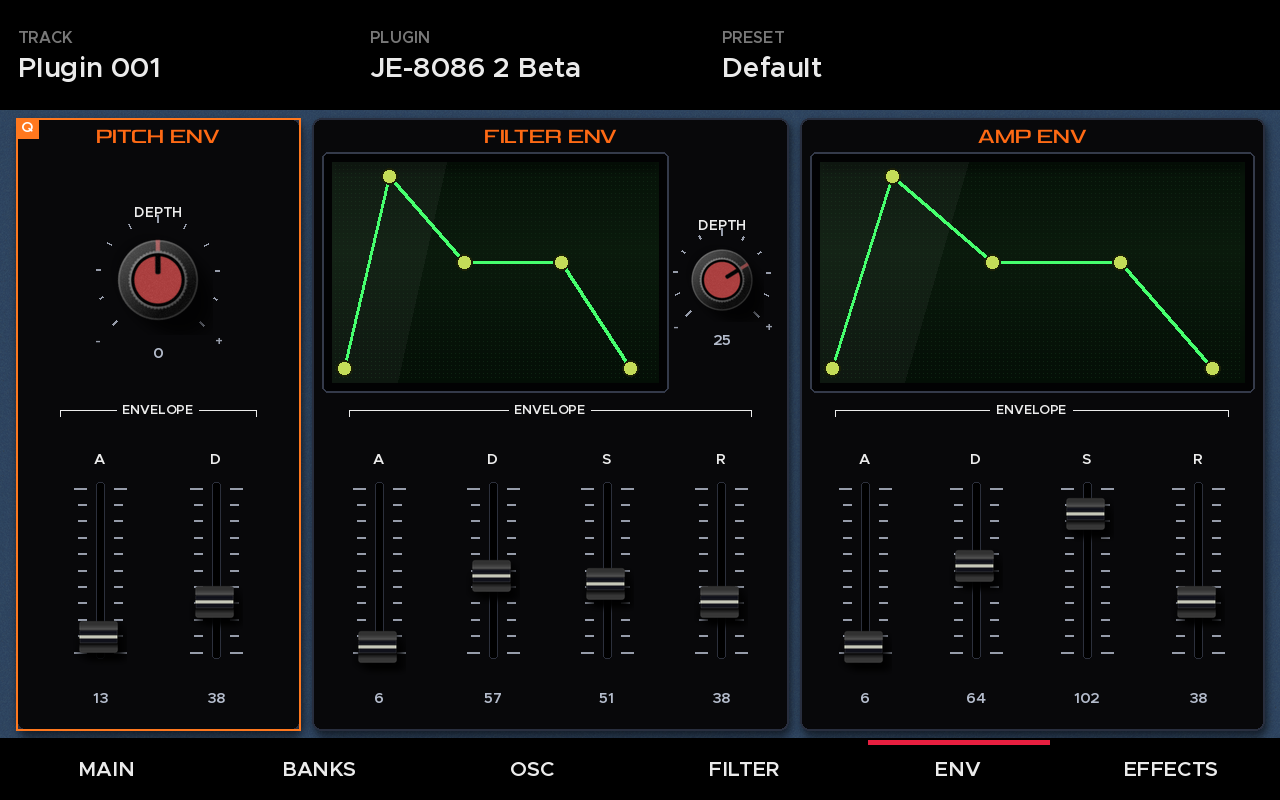 TRACK
Plugin 001
PLUGIN
JE-8086 2 Beta
PRESET
Default
Q
PITCH ENV
DEPTH
- +
0
ENVELOPE
A D
13 38
FILTER ENV
DEPTH
- +
25
ENVELOPE
A D S R
6 57 51 38
AMP ENV
ENVELOPE
A D S R
6 64 102 38
MAIN BANKS OSC FILTER ENV EFFECTS